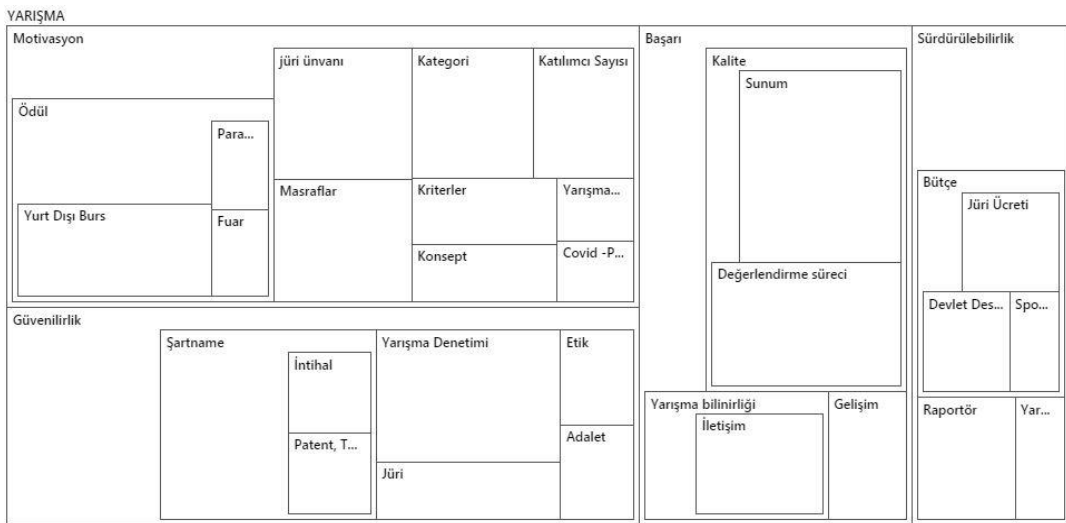 YARIŞMA
Motivasyon
jüri ünvanı
Kategori
Katılımcı Sayısı
Ödül
Para...
Yurt Dışı Burs
Fuar
Masraflar
Kriterler
Yarışma...
Konsept
Covid -P...
Güvenilirlik
Şartname
İntihal
Patent, T...
Yarışma Denetimi
Jüri
Etik
Adalet
Başarı
Kalite
Sunum
Değerlendirme süreci
Yarışma bilinirliği
İletişim
Gelişim
Sürdürülebilirlik
Bütçe
Jüri Ücreti
Devlet Des...
Spo...
Raportör
Yar...